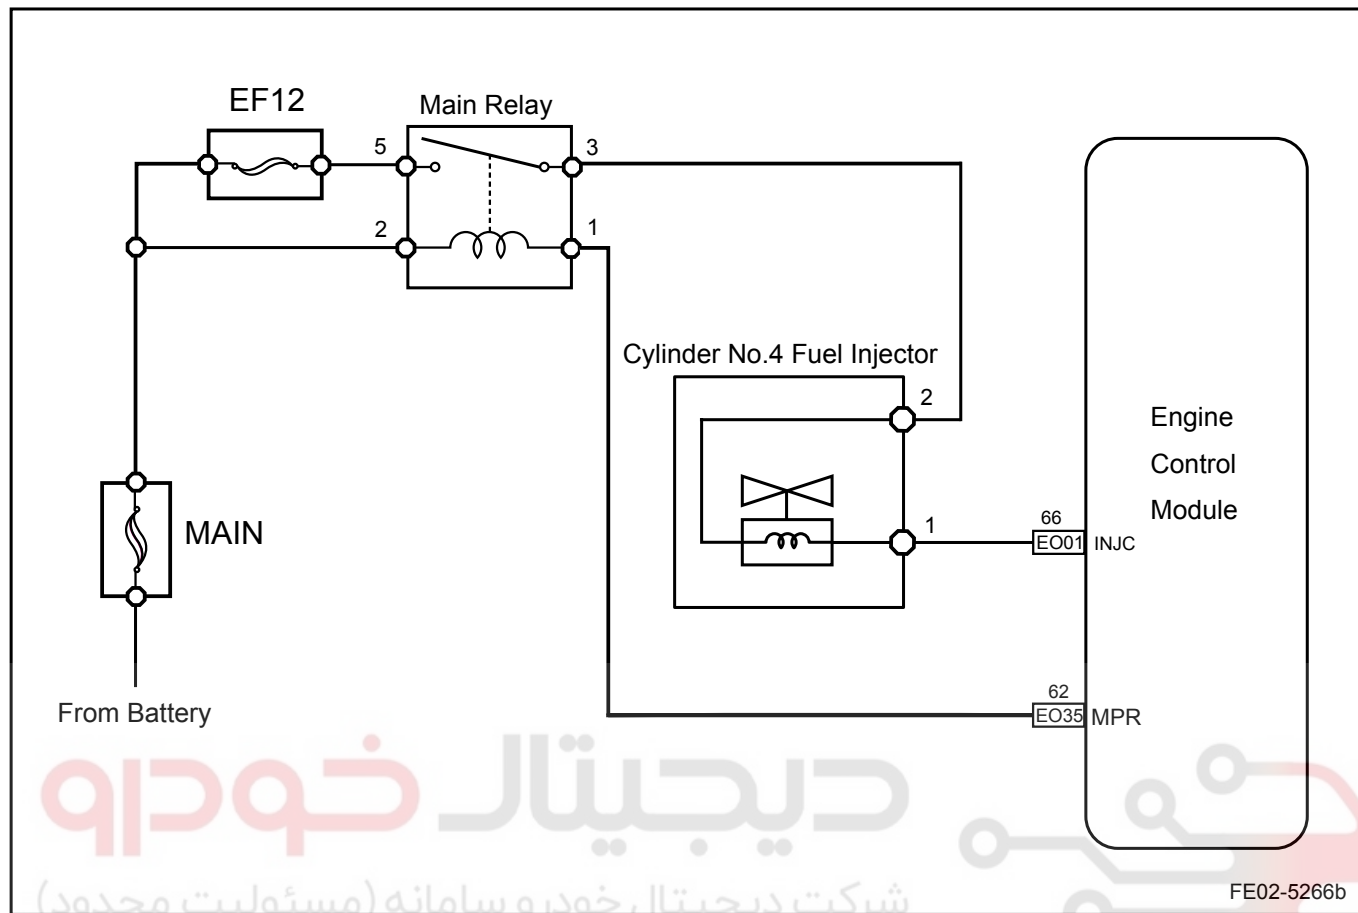 EF12
Main Relay
5
3
2
1
Cylinder No.4 Fuel Injector
2
1
MAIN
From Battery
Engine
Control
Module
66
EO01 INJC
62
EO35 MPR
دیجیتال خودرو
شرکت دیجیتال خودرو سامانه (مسئولیت محدود)
FE02-5266b